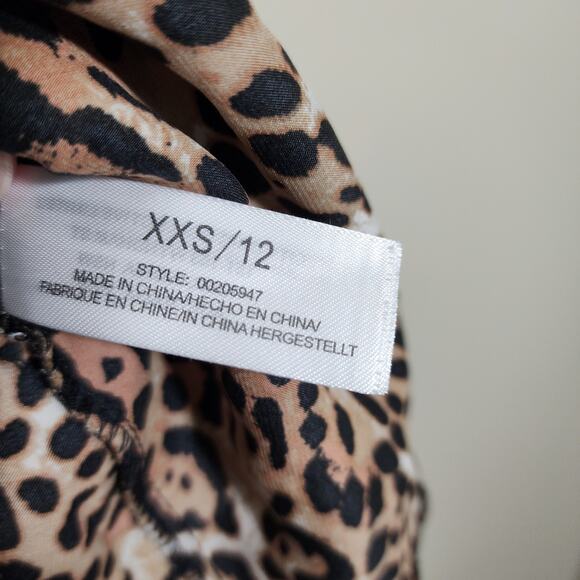 XXS/12
STYLE: 00205947
MADE IN CHINA/HECHO EN CHINA/
FABRIQUE EN CHINE/IN CHINA HERGESTELLT